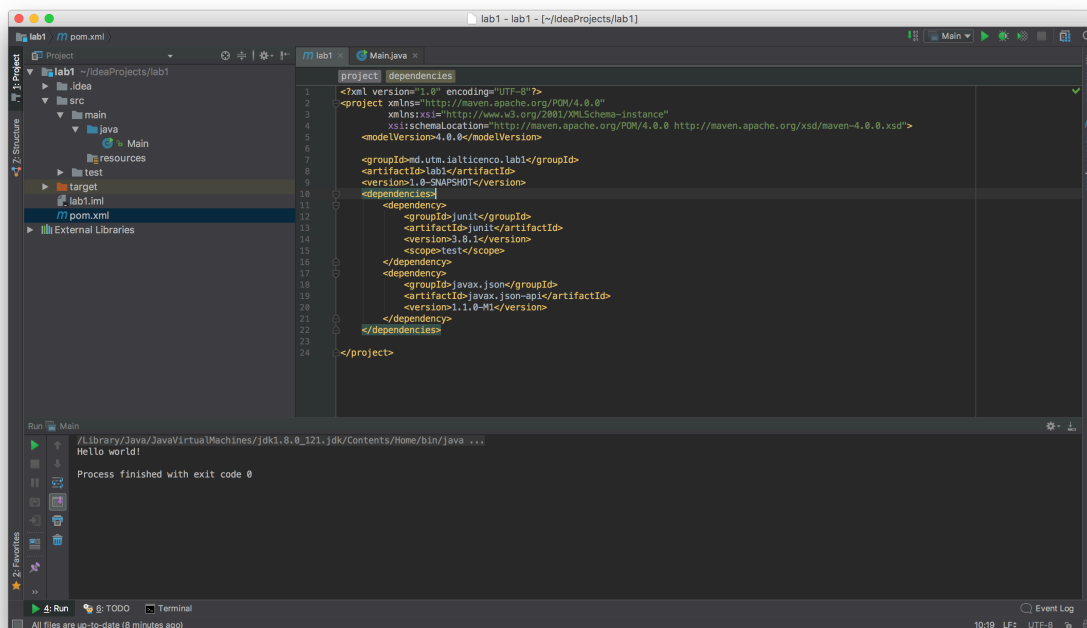 lab1 - lab1 - [~/IdeaProjects/lab1]
lab1 pom.xml Main
Project
lab1 Main.java
1: Project
7: Structure
2: Favorites
lab1 ~/IdeaProjects/lab1
.idea
src
main
java
Main
resources
test
target
lab1.iml
pom.xml
External Libraries
project dependencies
1 <?xml version="1.0" encoding="UTF-8"?>
2 <project xmlns="http://maven.apache.org/POM/4.0.0"
3 xmlns:xsi="http://www.w3.org/2001/XMLSchema-instance"
4 xsi:schemaLocation="http://maven.apache.org/POM/4.0.0 http://maven.apache.org/xsd/maven-4.0.0.xsd">
5 <modelVersion>4.0.0</modelVersion>
6
7 <groupId>md.utm.ialticenco.lab1</groupId>
8 <artifactId>lab1</artifactId>
9 <version>1.0-SNAPSHOT</version>
10 <dependencies>
11 <dependency>
12 <groupId>junit</groupId>
13 <artifactId>junit</artifactId>
14 <version>3.8.1</version>
15 <scope>test</scope>
16 </dependency>
17 <dependency>
18 <groupId>javax.json</groupId>
19 <artifactId>javax.json-api</artifactId>
20 <version>1.1.0-M1</version>
21 </dependency>
22 </dependencies>
23
24 </project>
Run Main
/Library/Java/JavaVirtualMachines/jdk1.8.0_121.jdk/Contents/Home/bin/java ...
Hello world!
Process finished with exit code 0
4: Run 6: TODO Terminal Event Log
All files are up-to-date (8 minutes ago) 10:19 LF÷ UTF-8